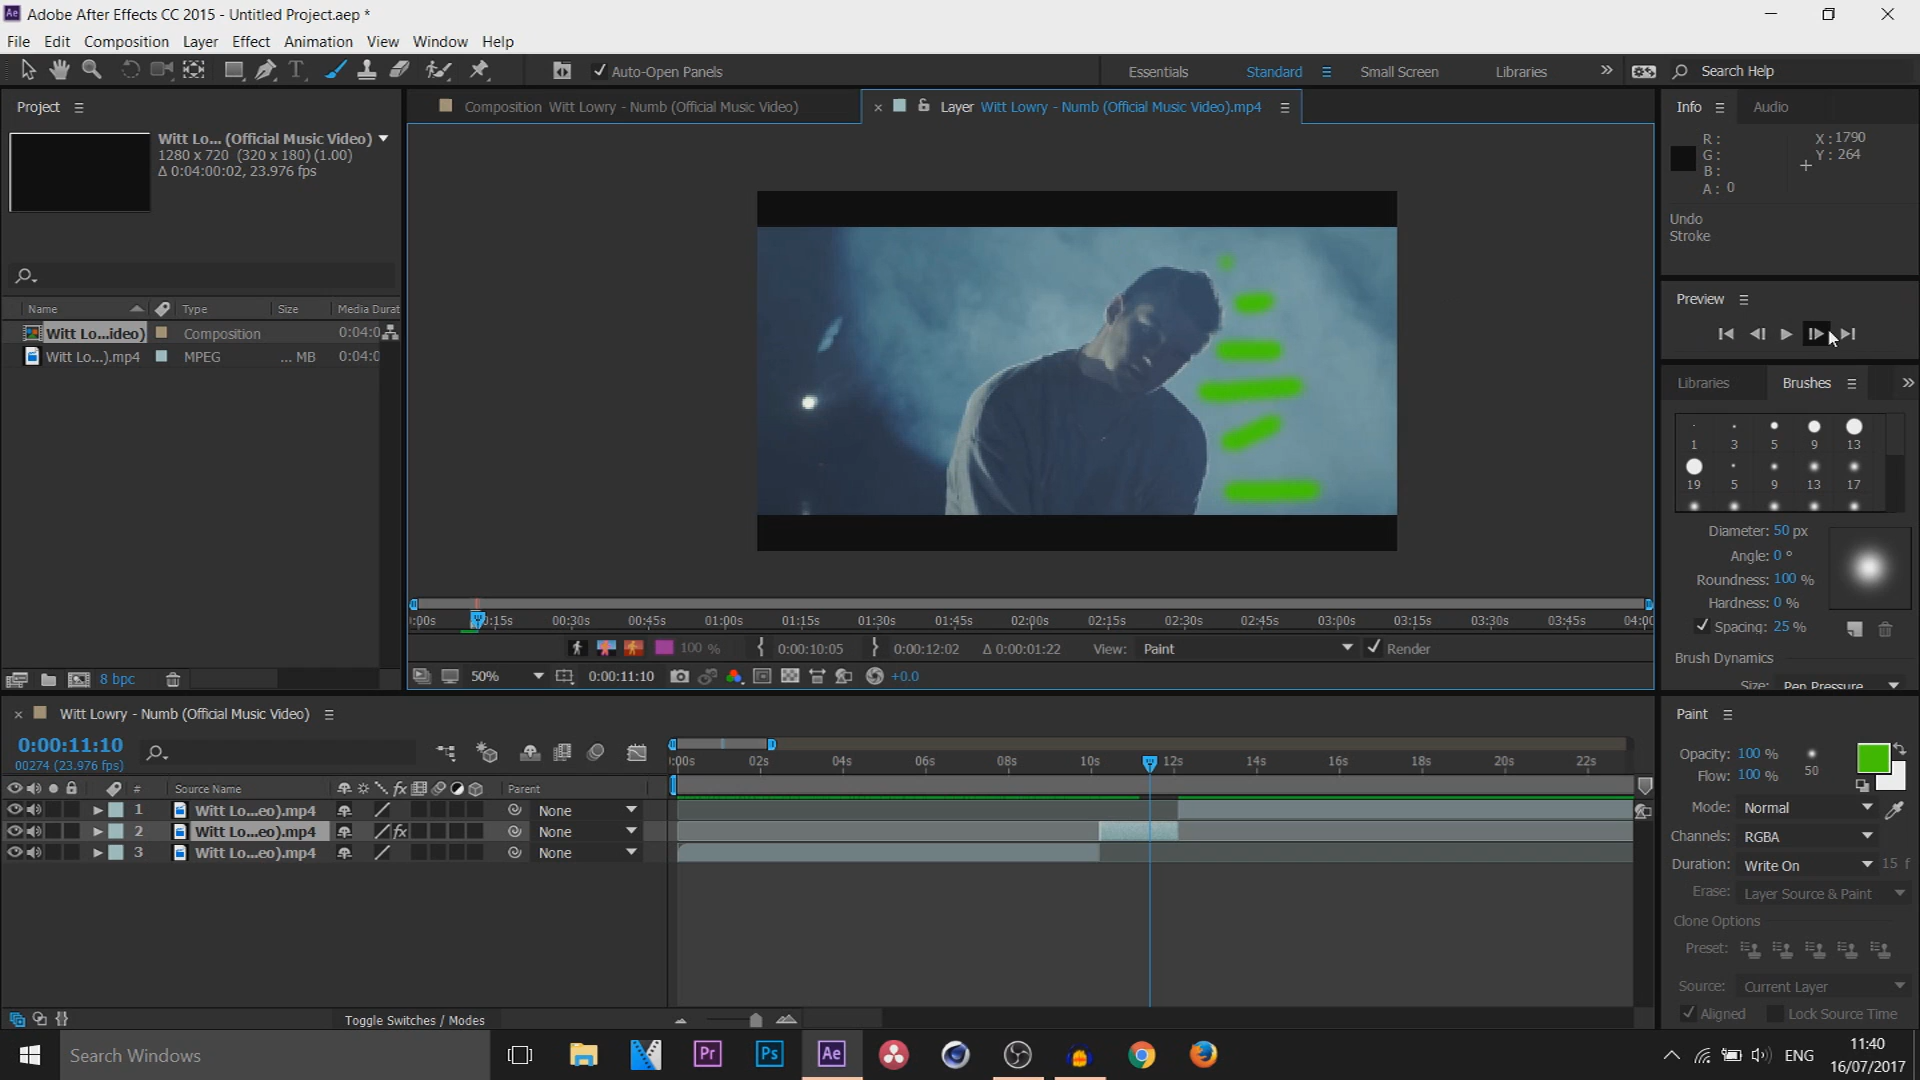 Adobe After Effects CC 2015 - Untitled Project.aep *
File Edit Composition Layer Effect Animation View Window Help
Auto-Open Panels
Essentials Standard Small Screen Libraries Search Help
Project
Composition Witt Lowry - Numb (Official Music Video)
Layer Witt Lowry - Numb (Official Music Video).mp4
Witt Lo... (Official Music Video)
1280 x 720 (320 x 180) (1.00)
Δ 0:04:00:02, 23.976 fps
Name Type Size Media Durat
Witt Lo...ideo) Composition 0:04:0
Witt Lo...).mp4 MPEG ... MB 0:04:0
8 bpc
:00s 0:15s 00:30s 00:45s 01:00s 01:15s 01:30s 01:45s 02:00s 02:15s 02:30s 02:45s 03:00s 03:15s 03:30s 03:45s 04:00
100 % 0:00:10:05 0:00:12:02 Δ 0:00:01:22 View: Paint Render
50% 0:00:11:10 +0.0
Info Audio
R: X: 1790
G: Y: 264
B:
A: 0
Undo
Stroke
Preview
Libraries Brushes
1 3 5 9 13
19 5 9 13 17
Diameter: 50 px
Angle: 0 °
Roundness: 100 %
Hardness: 0 %
Spacing: 25 %
Brush Dynamics
Size: Pen Pressure
Witt Lowry - Numb (Official Music Video)
0:00:11:10
00274 (23.976 fps)
:00s 02s 04s 06s 08s 10s 12s 14s 16s 18s 20s 22s
# Source Name fx Parent
1 Witt Lo...eo).mp4 None
2 Witt Lo...eo).mp4 fx None
3 Witt Lo...eo).mp4 None
Toggle Switches / Modes
Paint
Opacity: 100 %
Flow: 100 % 50
Mode: Normal
Channels: RGBA
Duration: Write On 15 f
Erase: Layer Source & Paint
Clone Options
Preset:
Source: Current Layer
Aligned Lock Source Time
Search Windows
Pr Ps Ae
ENG
11:40
16/07/2017